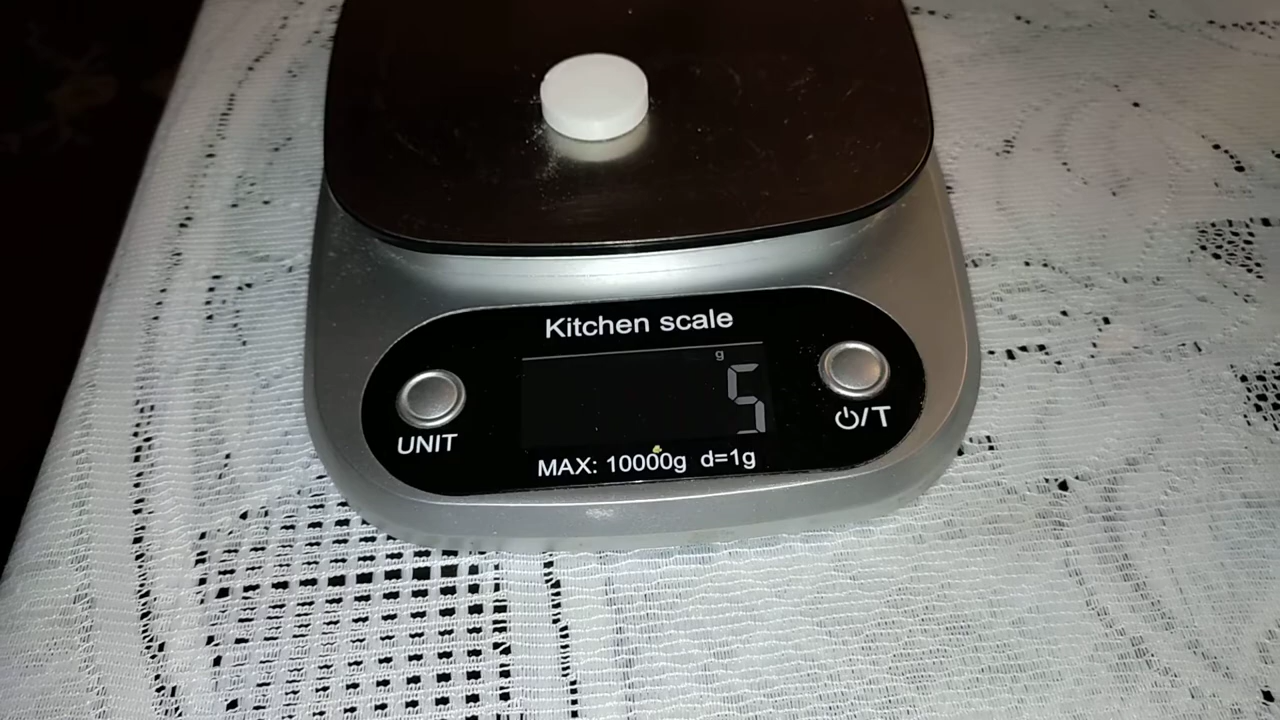 Kitchen scale
g
5
UNIT
⏻/T
MAX: 10000g d=1g